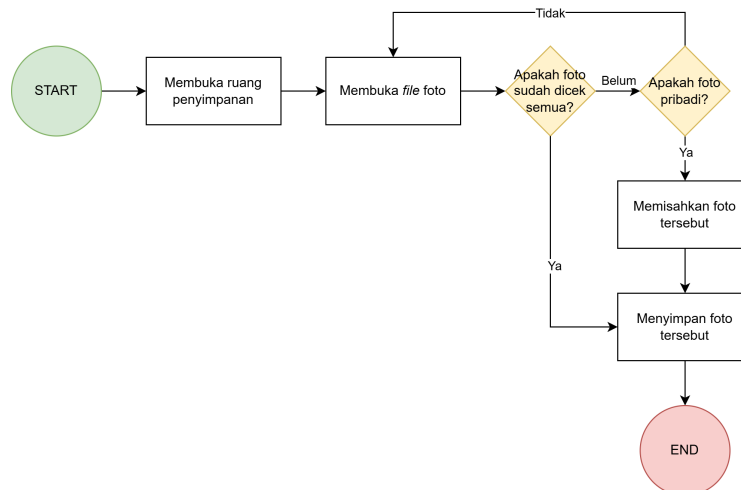 Tidak
START
Membuka ruang
penyimpanan
Membuka file foto
Apakah foto
sudah dicek
semua?
Belum
Apakah foto
pribadi?
Ya
Memisahkan foto
tersebut
Ya
Menyimpan foto
tersebut
END